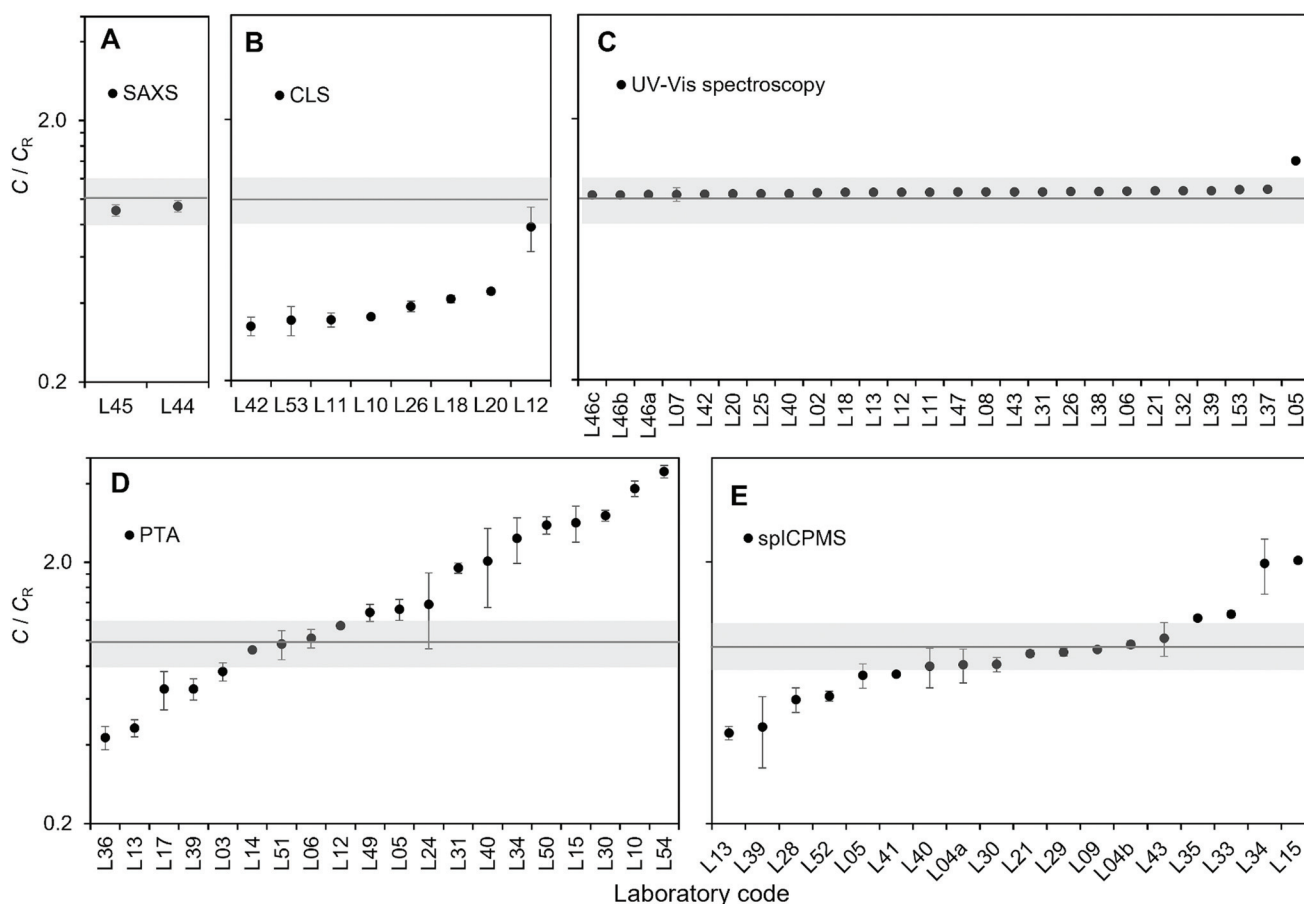 A
SAXS
2.0
C / CR
0.2
L45
L44
B
CLS
L42
L53
L11
L10
L26
L18
L20
L12
C
UV-Vis spectroscopy
L46c
L46b
L46a
L07
L42
L20
L25
L40
L02
L18
L13
L12
L11
L47
L08
L43
L31
L26
L38
L06
L21
L32
L39
L53
L37
L05
D
PTA
2.0
C / CR
0.2
L36
L13
L17
L39
L03
L14
L51
L06
L12
L49
L05
L24
L31
L40
L34
L50
L15
L30
L10
L54
E
spICPMS
L13
L39
L28
L52
L05
L41
L40
L04a
L30
L21
L29
L09
L04b
L43
L35
L33
L34
L15
Laboratory code